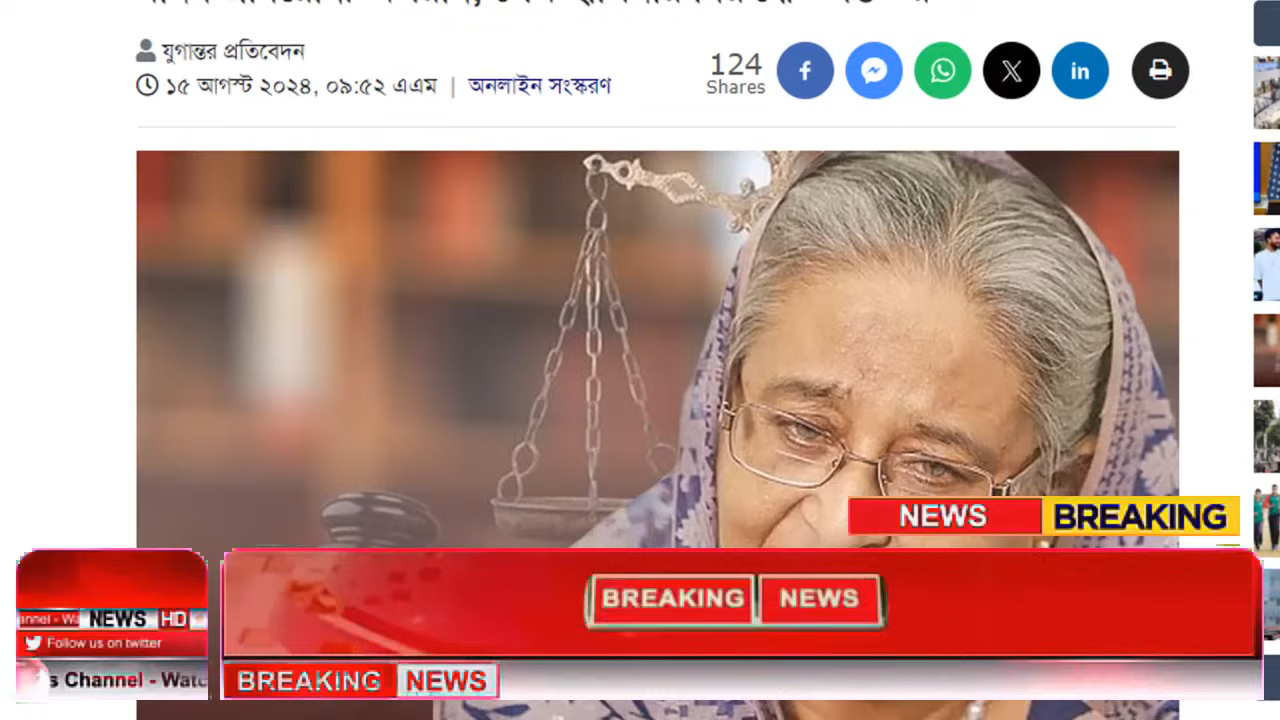 যুগান্তর প্রতিবেদন
১৫ আগস্ট ২০২৪, ০৯:৫২ এএম | অনলাইন সংস্করণ
124
Shares
NEWS BREAKING
BREAKING NEWS
NEWS HD
Follow us on twitter
s Channel - Watc
BREAKING NEWS